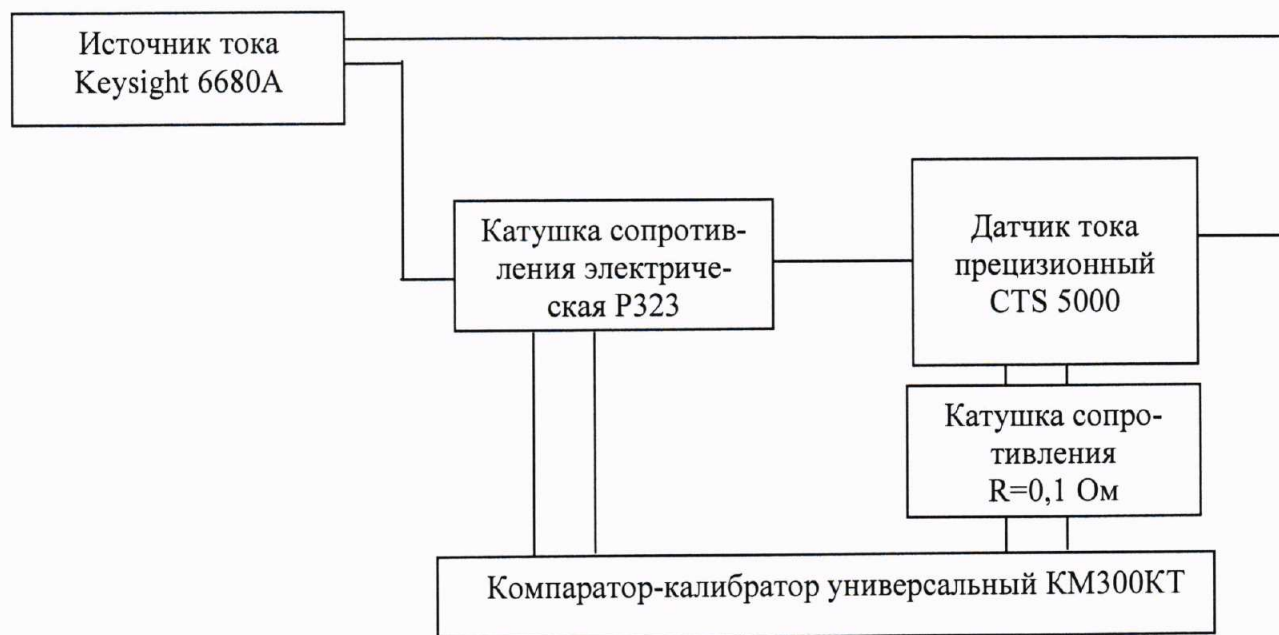 Источник тока
Keysight 6680А
Катушка сопротив-
ления электриче-
ская Р323
Датчик тока
прецизионный
CTS 5000
Катушка сопро-
тивления
R=0,1 Ом
Компаратор-калибратор универсальный КМ300КТ